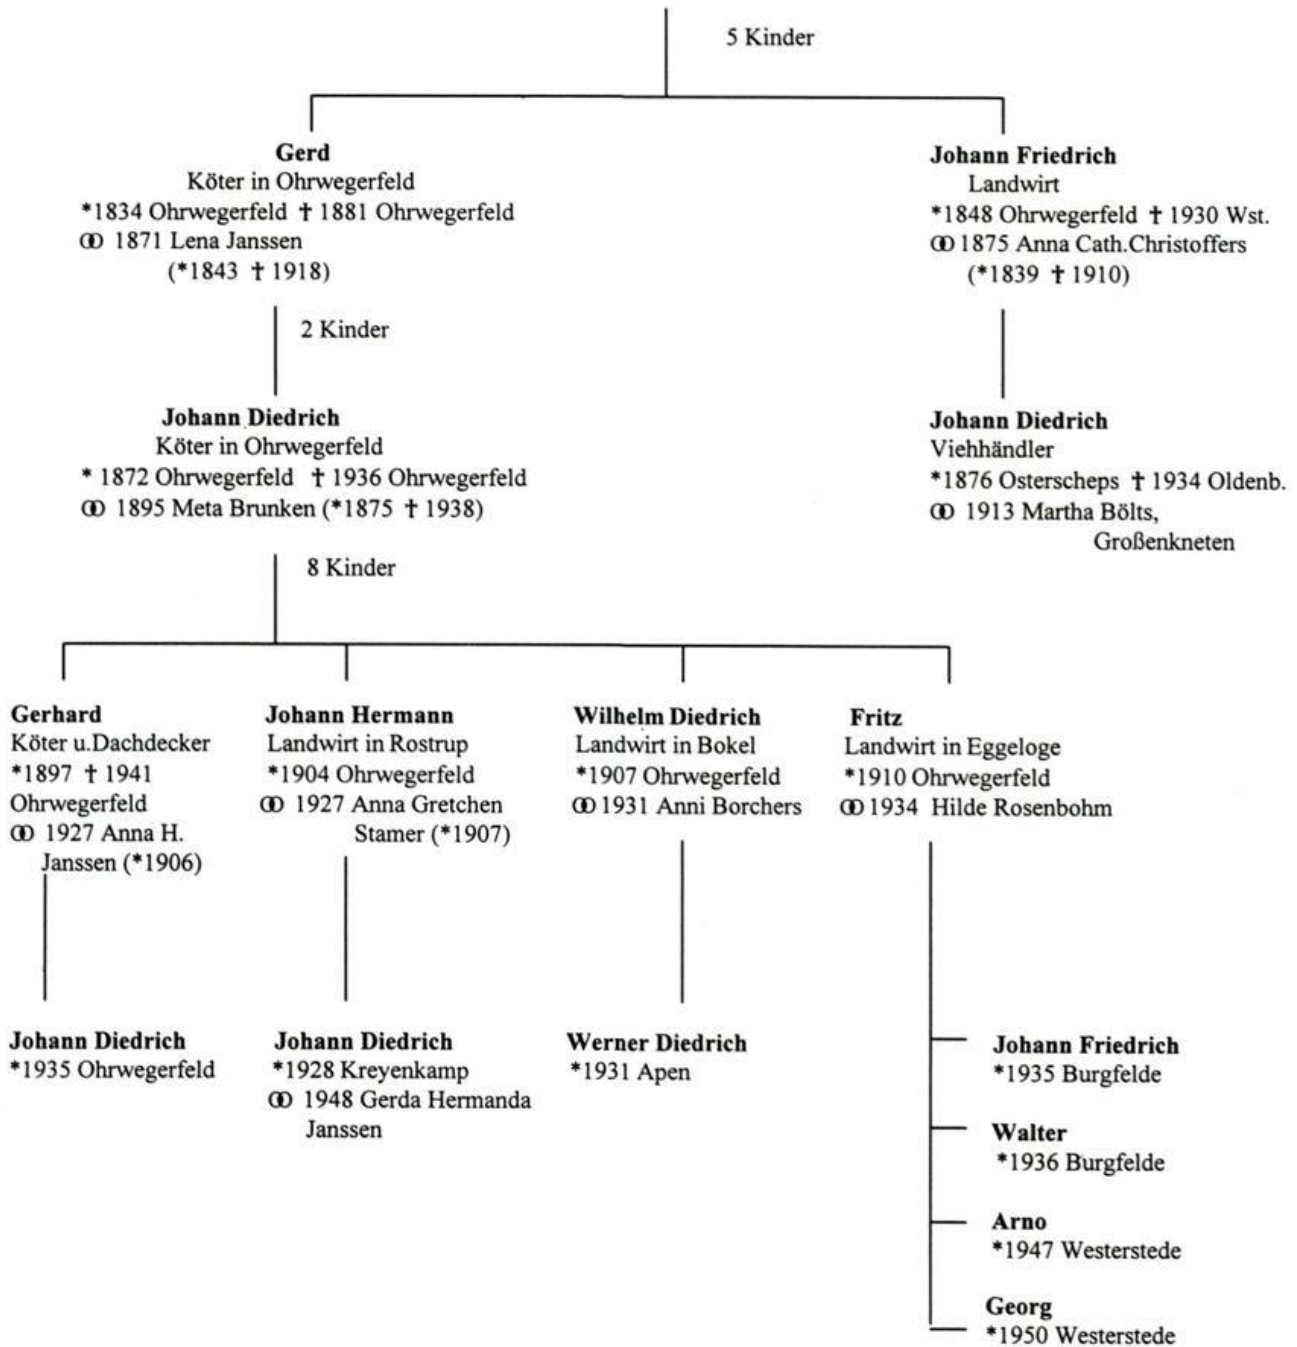 5 Kinder
Gerd
Köter in Ohrwegerfeld
*1834 Ohrwegerfeld † 1881 Ohrwegerfeld
⚭ 1871 Lena Janssen
(*1843 † 1918)
Johann Friedrich
Landwirt
*1848 Ohrwegerfeld † 1930 Wst.
⚭ 1875 Anna Cath.Christoffers
(*1839 † 1910)
2 Kinder
Johann Diedrich
Köter in Ohrwegerfeld
* 1872 Ohrwegerfeld † 1936 Ohrwegerfeld
⚭ 1895 Meta Brunken (*1875 † 1938)
Johann Diedrich
Viehhändler
*1876 Osterscheps † 1934 Oldenb.
⚭ 1913 Martha Bölts,
Großenkneten
8 Kinder
Gerhard
Köter u.Dachdecker
*1897 † 1941
Ohrwegerfeld
⚭ 1927 Anna H.
Janssen (*1906)
Johann Hermann
Landwirt in Rostrup
*1904 Ohrwegerfeld
⚭ 1927 Anna Gretchen
Stamer (*1907)
Wilhelm Diedrich
Landwirt in Bokel
*1907 Ohrwegerfeld
⚭ 1931 Anni Borchers
Fritz
Landwirt in Eggeloge
*1910 Ohrwegerfeld
⚭ 1934 Hilde Rosenbohm
Johann Diedrich
*1935 Ohrwegerfeld
Johann Diedrich
*1928 Kreyenkamp
⚭ 1948 Gerda Hermanda
Janssen
Werner Diedrich
*1931 Apen
Johann Friedrich
*1935 Burgfelde
Walter
*1936 Burgfelde
Arno
*1947 Westerstede
Georg
*1950 Westerstede